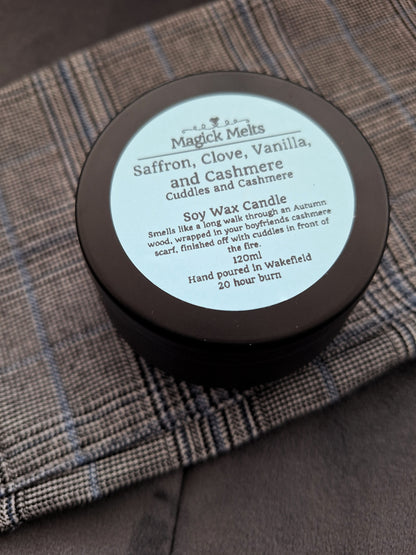 Magick Melts
Saffron, Clove, Vanilla,
and Cashmere
Cuddles and Cashmere
Soy Wax Candle
Smells like a long walk through an Autumn
wood, wrapped in your boyfriends cashmere
scarf, finished off with cuddles in front of
the fire.
120ml
Hand poured in Wakefield
20 hour burn